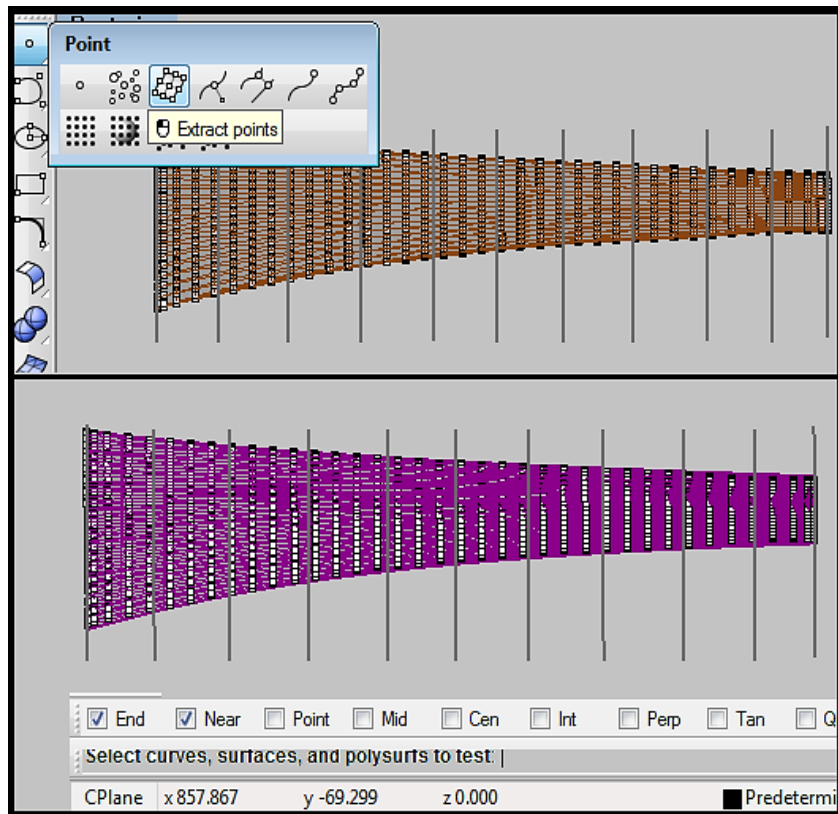 Point
Extract points
End Near Point Mid Cen Int Perp Tan Q
Select curves, surfaces, and polysurfs to test:
CPlane x 857.867 y -69.299 z 0.000 Predetermi